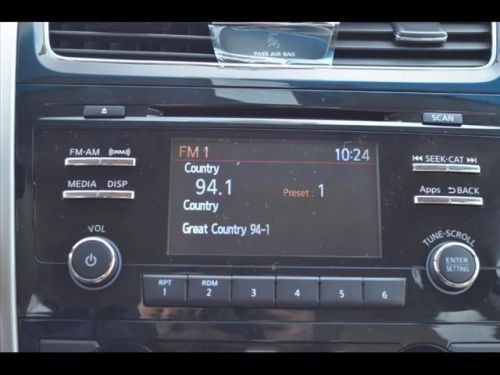 PASS AIR BAG
SCAN
FM·AM (xm)
MEDIA DISP
VOL
FM 1 10:24
Country
94.1 Preset : 1
Country
Great Country 94-1
SEEK·CAT
Apps BACK
TUNE·SCROLL
ENTER
SETTING
RPT RDM
1 2 3 4 5 6